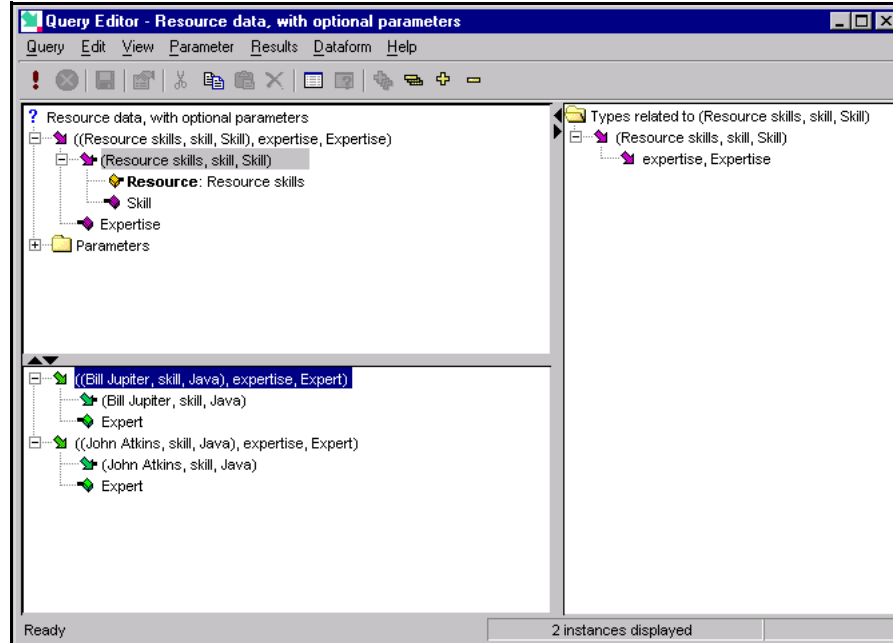 Query Editor - Resource data, with optional parameters
Query Edit View Parameter Results Dataform Help
? Resource data, with optional parameters
((Resource skills, skill, Skill), expertise, Expertise)
(Resource skills, skill, Skill)
Resource: Resource skills
Skill
Expertise
Parameters
Types related to (Resource skills, skill, Skill)
(Resource skills, skill, Skill)
expertise, Expertise
((Bill Jupiter, skill, Java), expertise, Expert)
(Bill Jupiter, skill, Java)
Expert
((John Atkins, skill, Java), expertise, Expert)
(John Atkins, skill, Java)
Expert
Ready
2 instances displayed